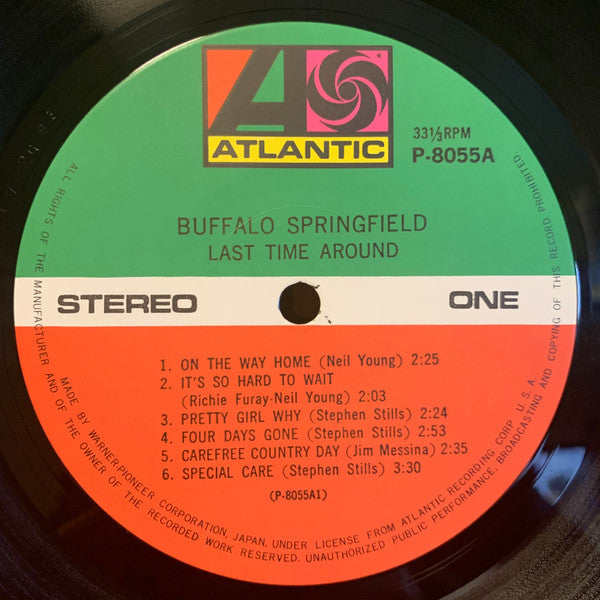 ATLANTIC
33⅓RPM
P-8055A
BUFFALO SPRINGFIELD
LAST TIME AROUND
STEREO
ONE
1. ON THE WAY HOME (Neil Young) 2:25
2. IT'S SO HARD TO WAIT
(Richie Furay-Neil Young) 2:03
3. PRETTY GIRL WHY (Stephen Stills) 2:24
4. FOUR DAYS GONE (Stephen Stills) 2:53
5. CAREFREE COUNTRY DAY (Jim Messina) 2:35
6. SPECIAL CARE (Stephen Stills) 3:30
(P-8055A1)
MADE BY WARNER-PIONEER CORPORATION, JAPAN, UNDER LICENSE FROM ATLANTIC RECORDING CORP. U.S.A.
ALL RIGHTS OF THE MANUFACTURER AND OF THE OWNER OF THE RECORDED WORK RESERVED. UNAUTHORIZED PUBLIC PERFORMANCE, BROADCASTING AND COPYING OF THIS RECORD PROHIBITED